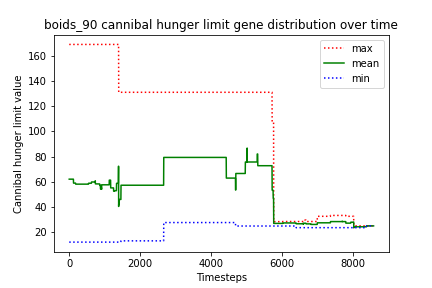 boids_90 cannibal hunger limit gene distribution over time
Cannibal hunger limit value
160
140
120
100
80
60
40
20
max
mean
min
0
2000
4000
6000
8000
Timesteps